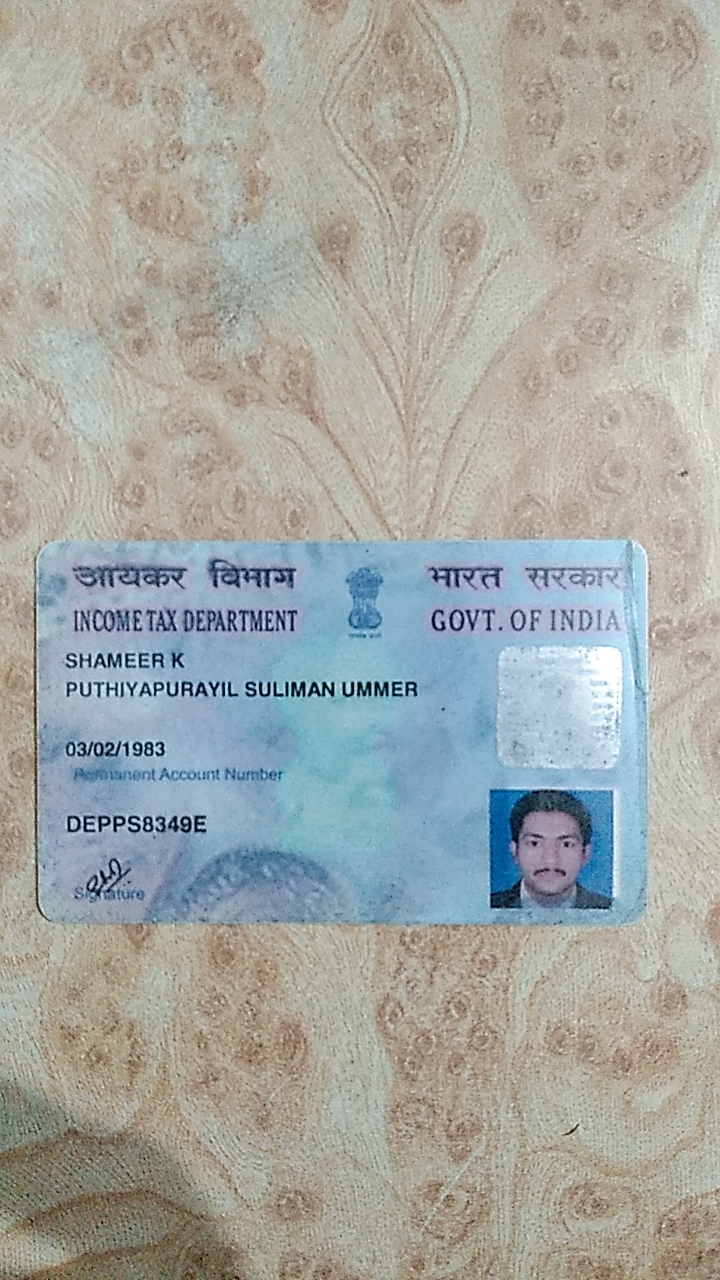 आयकर विभाग
INCOME TAX DEPARTMENT
भारत सरकार
GOVT. OF INDIA
SHAMEER K
PUTHIYAPURAYIL SULIMAN UMMER
03/02/1983
Permanent Account Number
DEPPS8349E
Signature